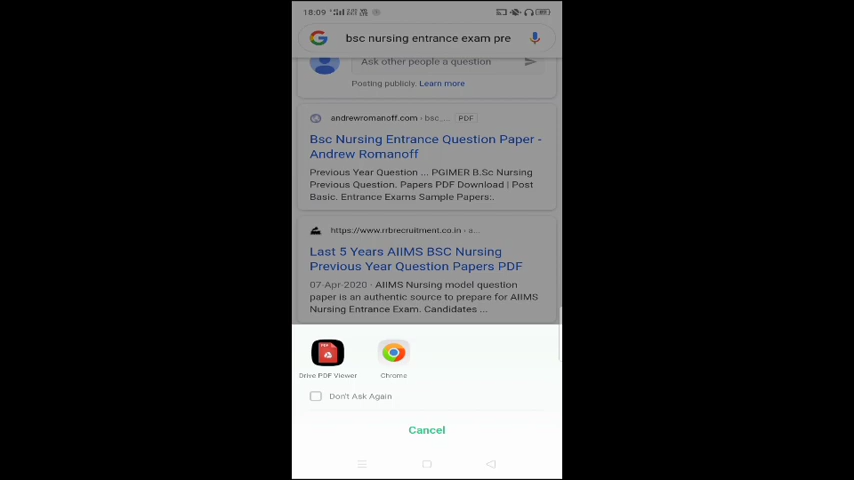 18:09
bsc nursing entrance exam pre
Ask other people a question
Posting publicly. Learn more
andrewromanoff.com › bsc.... PDF
Bsc Nursing Entrance Question Paper -
Andrew Romanoff
Previous Year Question ... PGIMER B.Sc Nursing
Previous Question. Papers PDF Download | Post
Basic. Entrance Exams Sample Papers:.
https://www.rrbrecruitment.co.in › a...
Last 5 Years AIIMS BSC Nursing
Previous Year Question Papers PDF
07-Apr-2020 · AIIMS Nursing model question
paper is an authentic source to prepare for AIIMS
Nursing Entrance Exam. Candidates ...
Drive PDF Viewer
Chrome
Don't Ask Again
Cancel